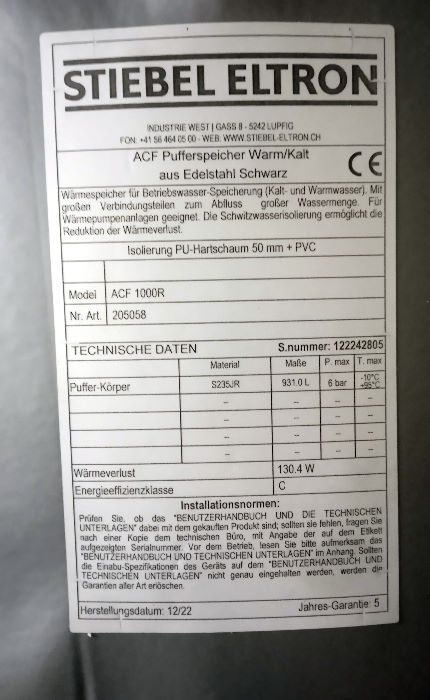 STIEBEL ELTRON
INDUSTRIE WEST | GASS 8 - 5242 LUPFIG
FON: +41 56 464 05 00 - WEB: WWW.STIEBEL-ELTRON.CH
ACF Pufferspeicher Warm/Kalt
aus Edelstahl Schwarz
CE
Wärmespeicher für Betriebswasser-Speicherung (Kalt- und Warmwasser). Mit
großen Verbindungsteilen zum Abfluss großer Wassermenge. Für
Wärmepumpenanlagen geeignet. Die Schwitzwasserisolierung ermöglicht die
Reduktion der Wärmeverlust.
Isolierung PU-Hartschaum 50 mm + PVC
Model ACF 1000R
Nr. Art. 205058
TECHNISCHE DATEN S.nummer: 122242805
Material Maße P. max T. max
Puffer-Körper S235JR 931.0 L 6 bar -10°C +95°C
- - - -
- - - -
- - - -
- - - -
Wärmeverlust 130.4 W
Energieeffizienzklasse C
Installationsnormen:
Prüfen Sie, ob das "BENUTZERHANDBUCH UND DIE TECHNISCHEN
UNTERLAGEN" dabei mit dem gekauften Produkt sind; sollten sie fehlen, fragen Sie
nach einer Kopie dem technischen Büro, mit Angabe der auf dem Etikett
aufgezeigten Serialnummer. Vor dem Betrieb, lesen Sie bitte aufmerksam das
"BENUTZERHANDBUCH UND TECHNISCHEN UNTERLAGEN" im Anhang. Sollten
die Einabu-Spezifikationen des Geräts auf dem "BENUTZERHANDBUCH UND
TECHNISCHEN UNTERLAGEN" nicht genau eingehalten werden, werden die
Garantien aller Art erlöschen.
Herstellungsdatum: 12/22 Jahres-Garantie: 5